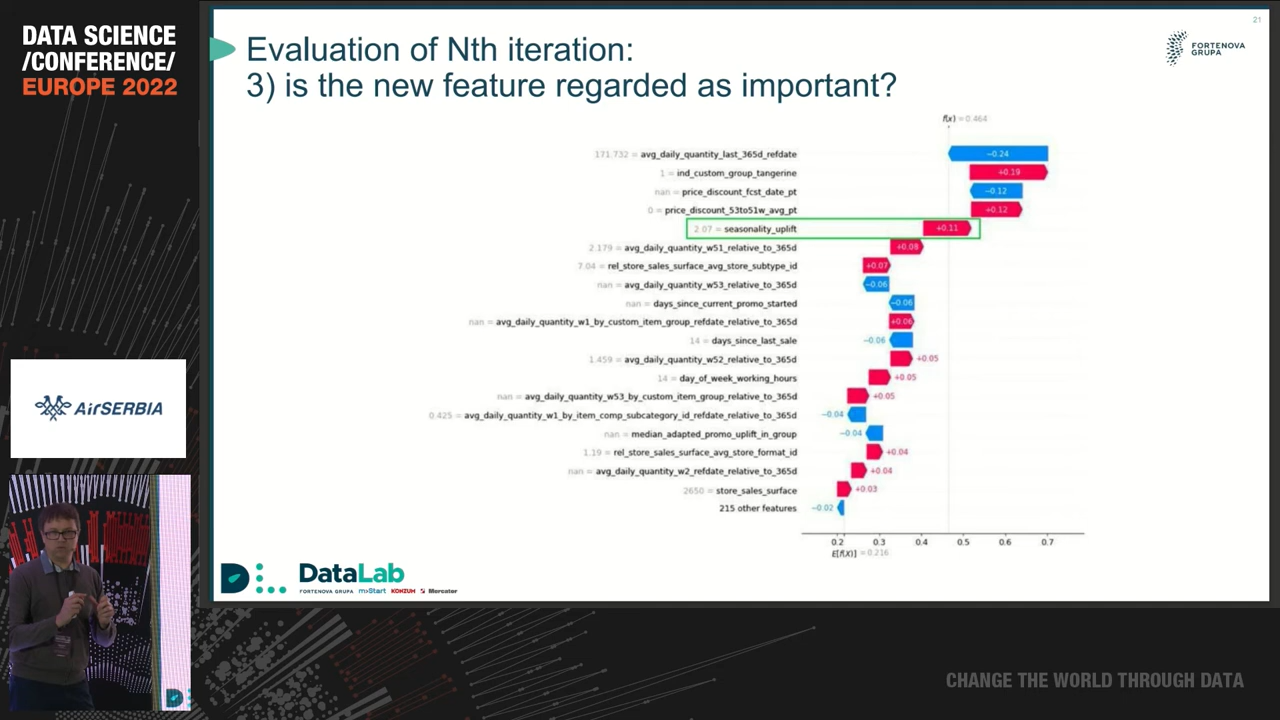 DATA SCIENCE
/CONFERENCE/
EUROPE 2022
21
Evaluation of Nth iteration:
3) is the new feature regarded as important?
FORTENOVA
GRUPA
f(x) = 0.464
171.732 = avg_daily_quantity_last_365d_refdate
−0.24
1 = ind_custom_group_tangerine
+0.19
nan = price_discount_fcst_date_pt
−0.12
0 = price_discount_53to51w_avg_pt
+0.12
2.07 = seasonality_uplift
+0.11
2.179 = avg_daily_quantity_w51_relative_to_365d
+0.08
7.04 = rel_store_sales_surface_avg_store_subtype_id
+0.07
nan = avg_daily_quantity_w53_relative_to_365d
−0.06
nan = days_since_current_promo_started
−0.06
nan = avg_daily_quantity_w1_by_custom_item_group_refdate_relative_to_365d
+0.06
14 = days_since_last_sale
−0.06
1.459 = avg_daily_quantity_w52_relative_to_365d
+0.05
14 = day_of_week_working_hours
+0.05
nan = avg_daily_quantity_w53_by_custom_item_group_relative_to_365d
+0.05
0.425 = avg_daily_quantity_w1_by_item_comp_subcategory_id_refdate_relative_to_365d
−0.04
nan = median_adapted_promo_uplift_in_group
−0.04
1.19 = rel_store_sales_surface_avg_store_format_id
+0.04
nan = avg_daily_quantity_w2_refdate_relative_to_365d
+0.04
2650 = store_sales_surface
+0.03
215 other features
−0.02
0.2 0.3 0.4 0.5 0.6 0.7
E[f(X)] = 0.216
AirSERBIA
DataLab
FORTENOVA GRUPA m>Start KONZUM Mercator
CHANGE THE WORLD THROUGH DATA